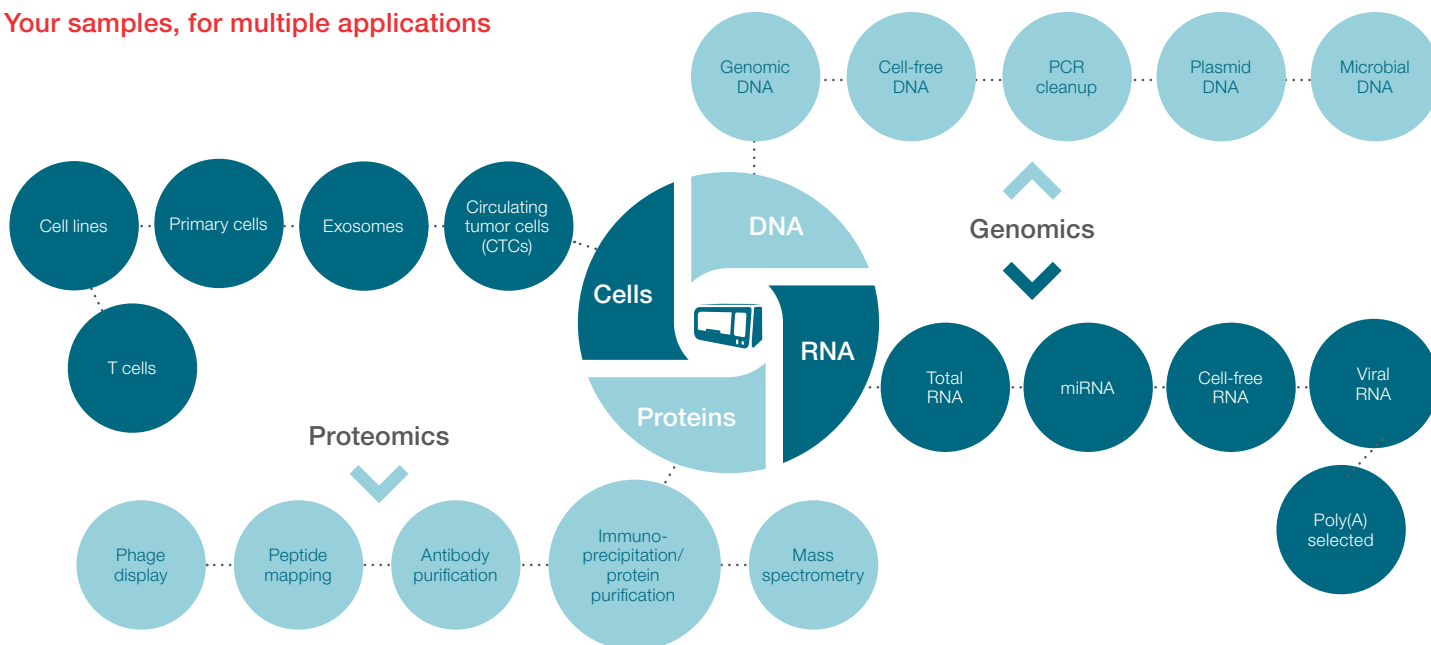 Your samples, for multiple applications
Genomic
DNA
Cell-free
DNA
PCR
cleanup
Plasmid
DNA
Microbial
DNA
Cell lines
Primary cells
Exosomes
Circulating
tumor cells
(CTCs)
T cells
DNA
Cells
RNA
Proteins
Genomics
Total
RNA
miRNA
Cell-free
RNA
Viral
RNA
Poly(A)
selected
Proteomics
Phage
display
Peptide
mapping
Antibody
purification
Immuno-
precipitation/
protein
purification
Mass
spectrometry